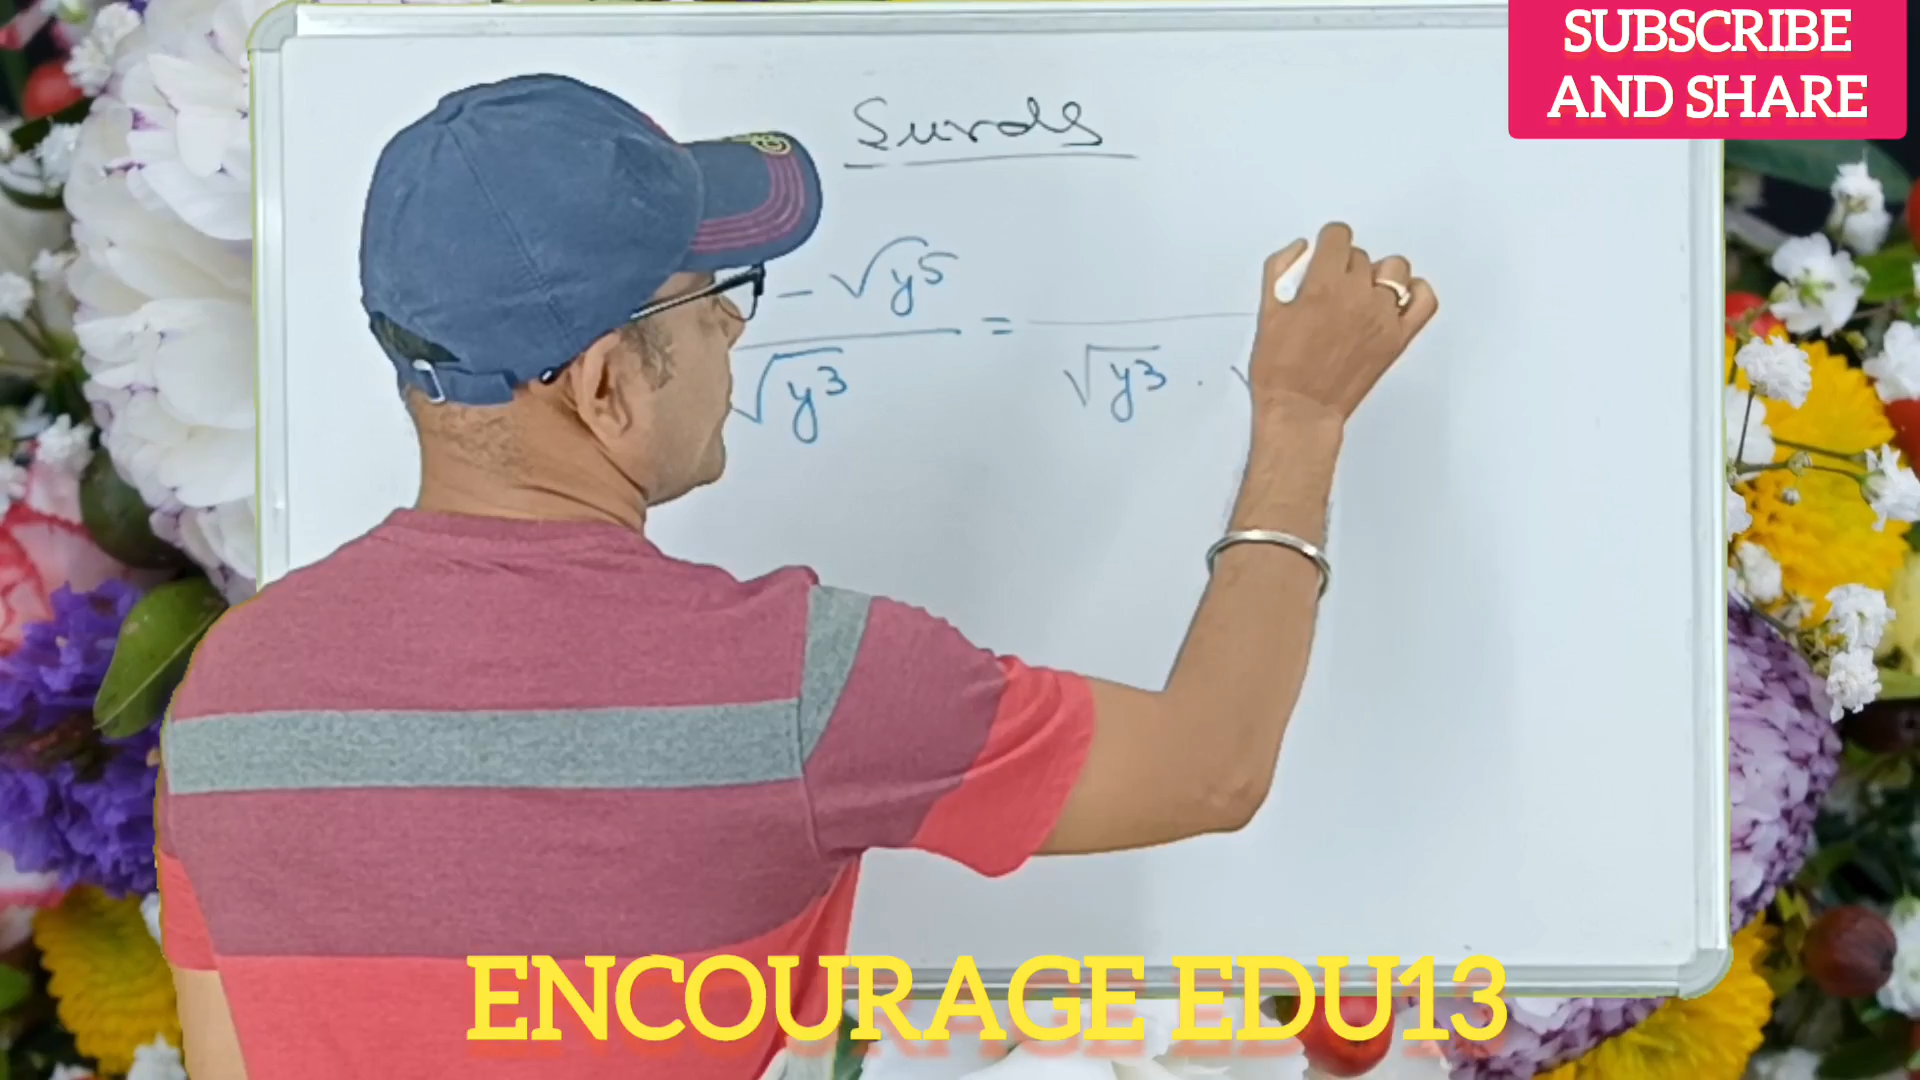 SUBSCRIBE
AND SHARE
Surds
- √y⁵
= 
√y³
√y³ . √
ENCOURAGE EDU13